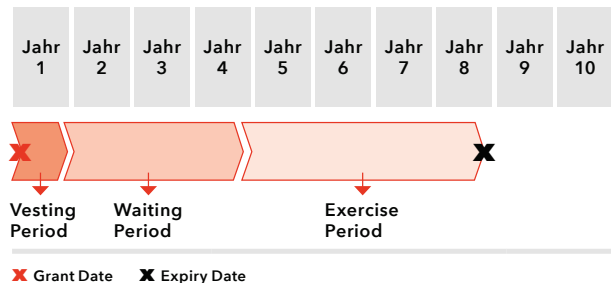 Jahr 1
Jahr 2
Jahr 3
Jahr 4
Jahr 5
Jahr 6
Jahr 7
Jahr 8
Jahr 9
Jahr 10
Vesting
Period
Waiting
Period
Exercise
Period
Grant Date
Expiry Date